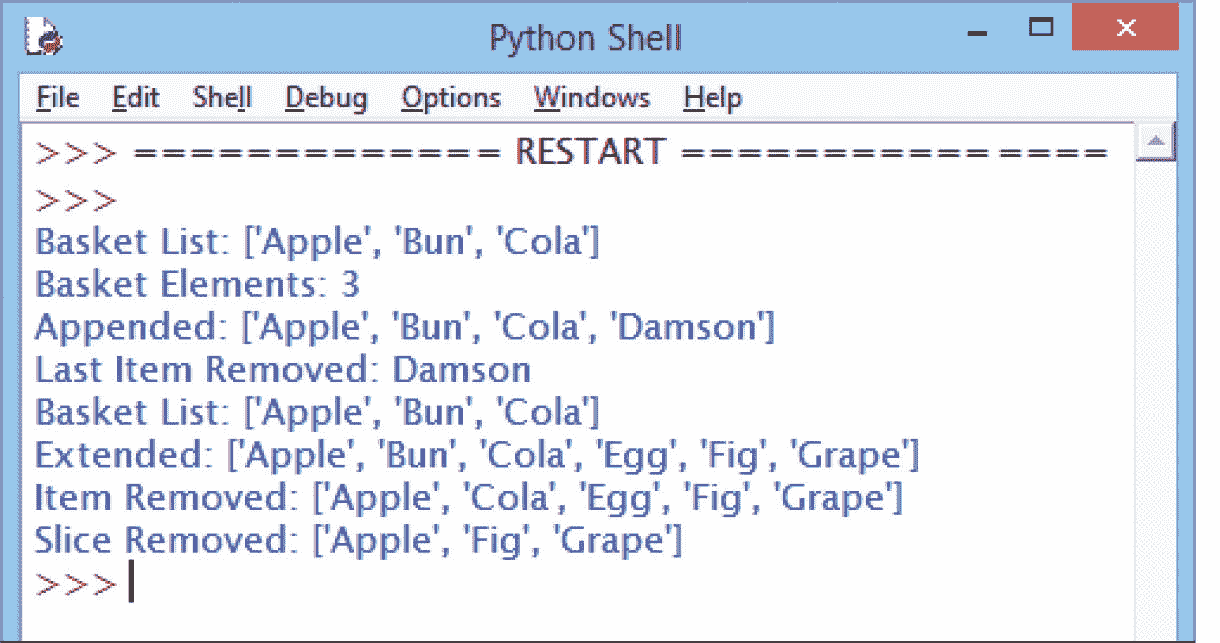 Python Shell
File Edit Shell Debug Options Windows Help
>>> ============= RESTART ================
>>>
Basket List: ['Apple', 'Bun', 'Cola']
Basket Elements: 3
Appended: ['Apple', 'Bun', 'Cola', 'Damson']
Last Item Removed: Damson
Basket List: ['Apple', 'Bun', 'Cola']
Extended: ['Apple', 'Bun', 'Cola', 'Egg', 'Fig', 'Grape']
Item Removed: ['Apple', 'Cola', 'Egg', 'Fig', 'Grape']
Slice Removed: ['Apple', 'Fig', 'Grape']
>>>